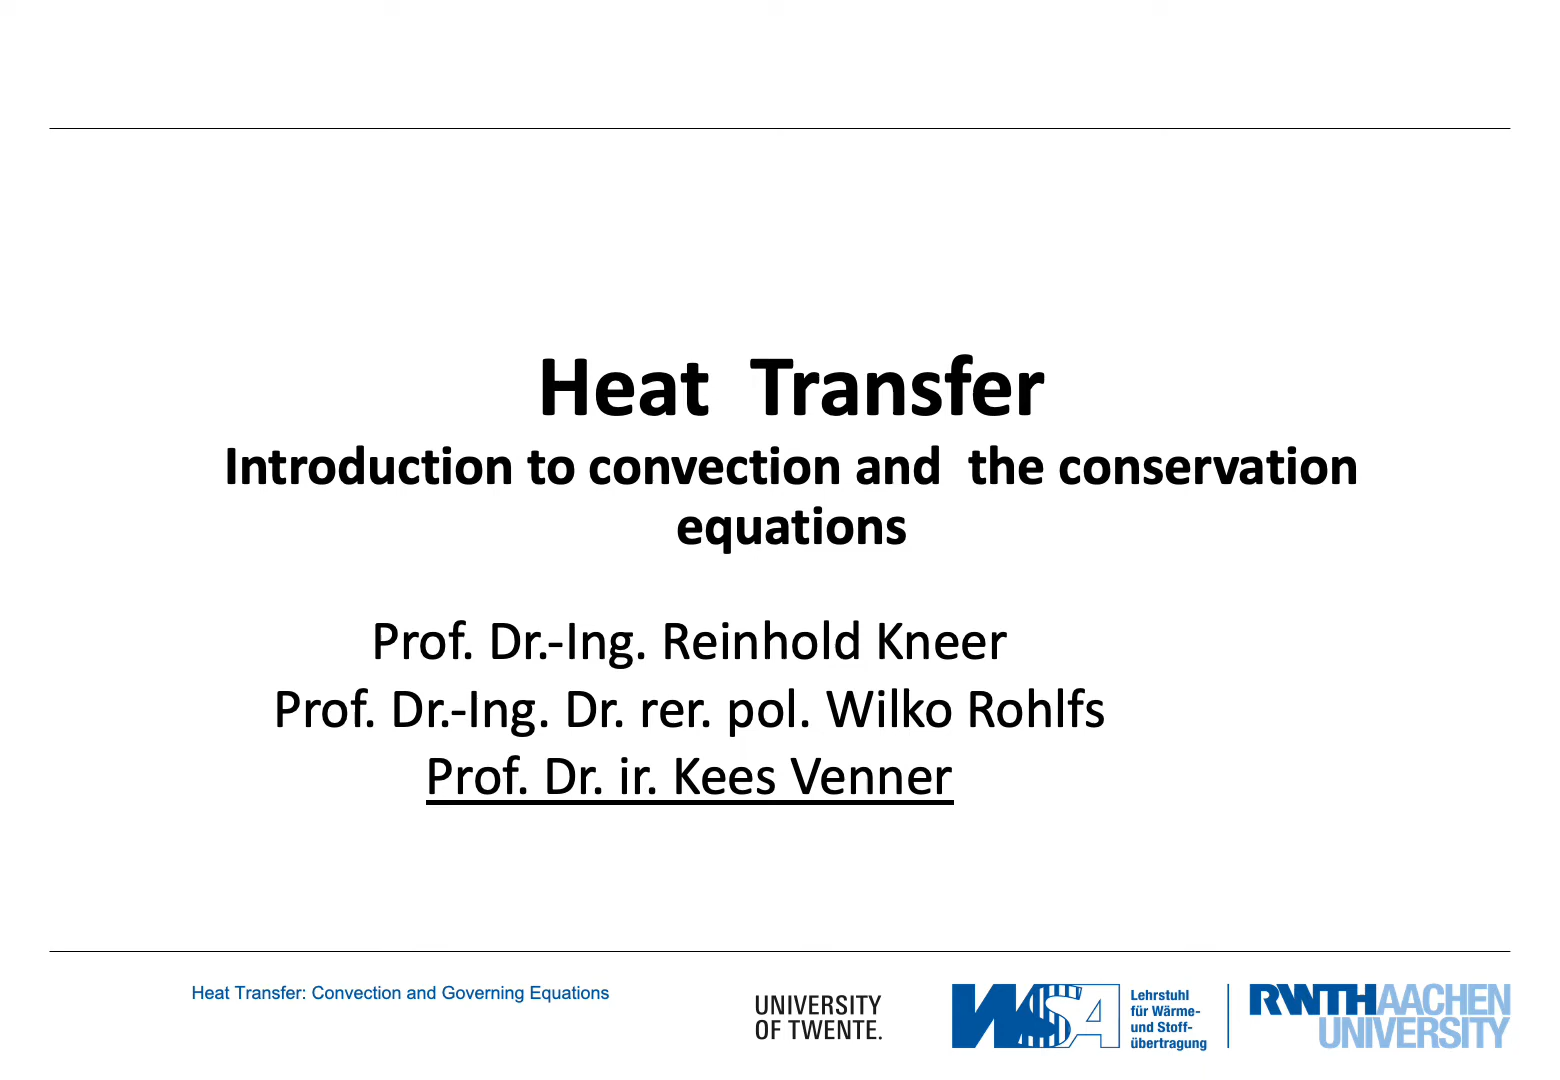 Heat Transfer
Introduction to convection and the conservation
equations
Prof. Dr.-Ing. Reinhold Kneer
Prof. Dr.-Ing. Dr. rer. pol. Wilko Rohlfs
Prof. Dr. ir. Kees Venner
Heat Transfer: Convection and Governing Equations
UNIVERSITY
OF TWENTE.
WSA
Lehrstuhl
für Wärme-
und Stoff-
übertragung
RWTHAACHEN
UNIVERSITY